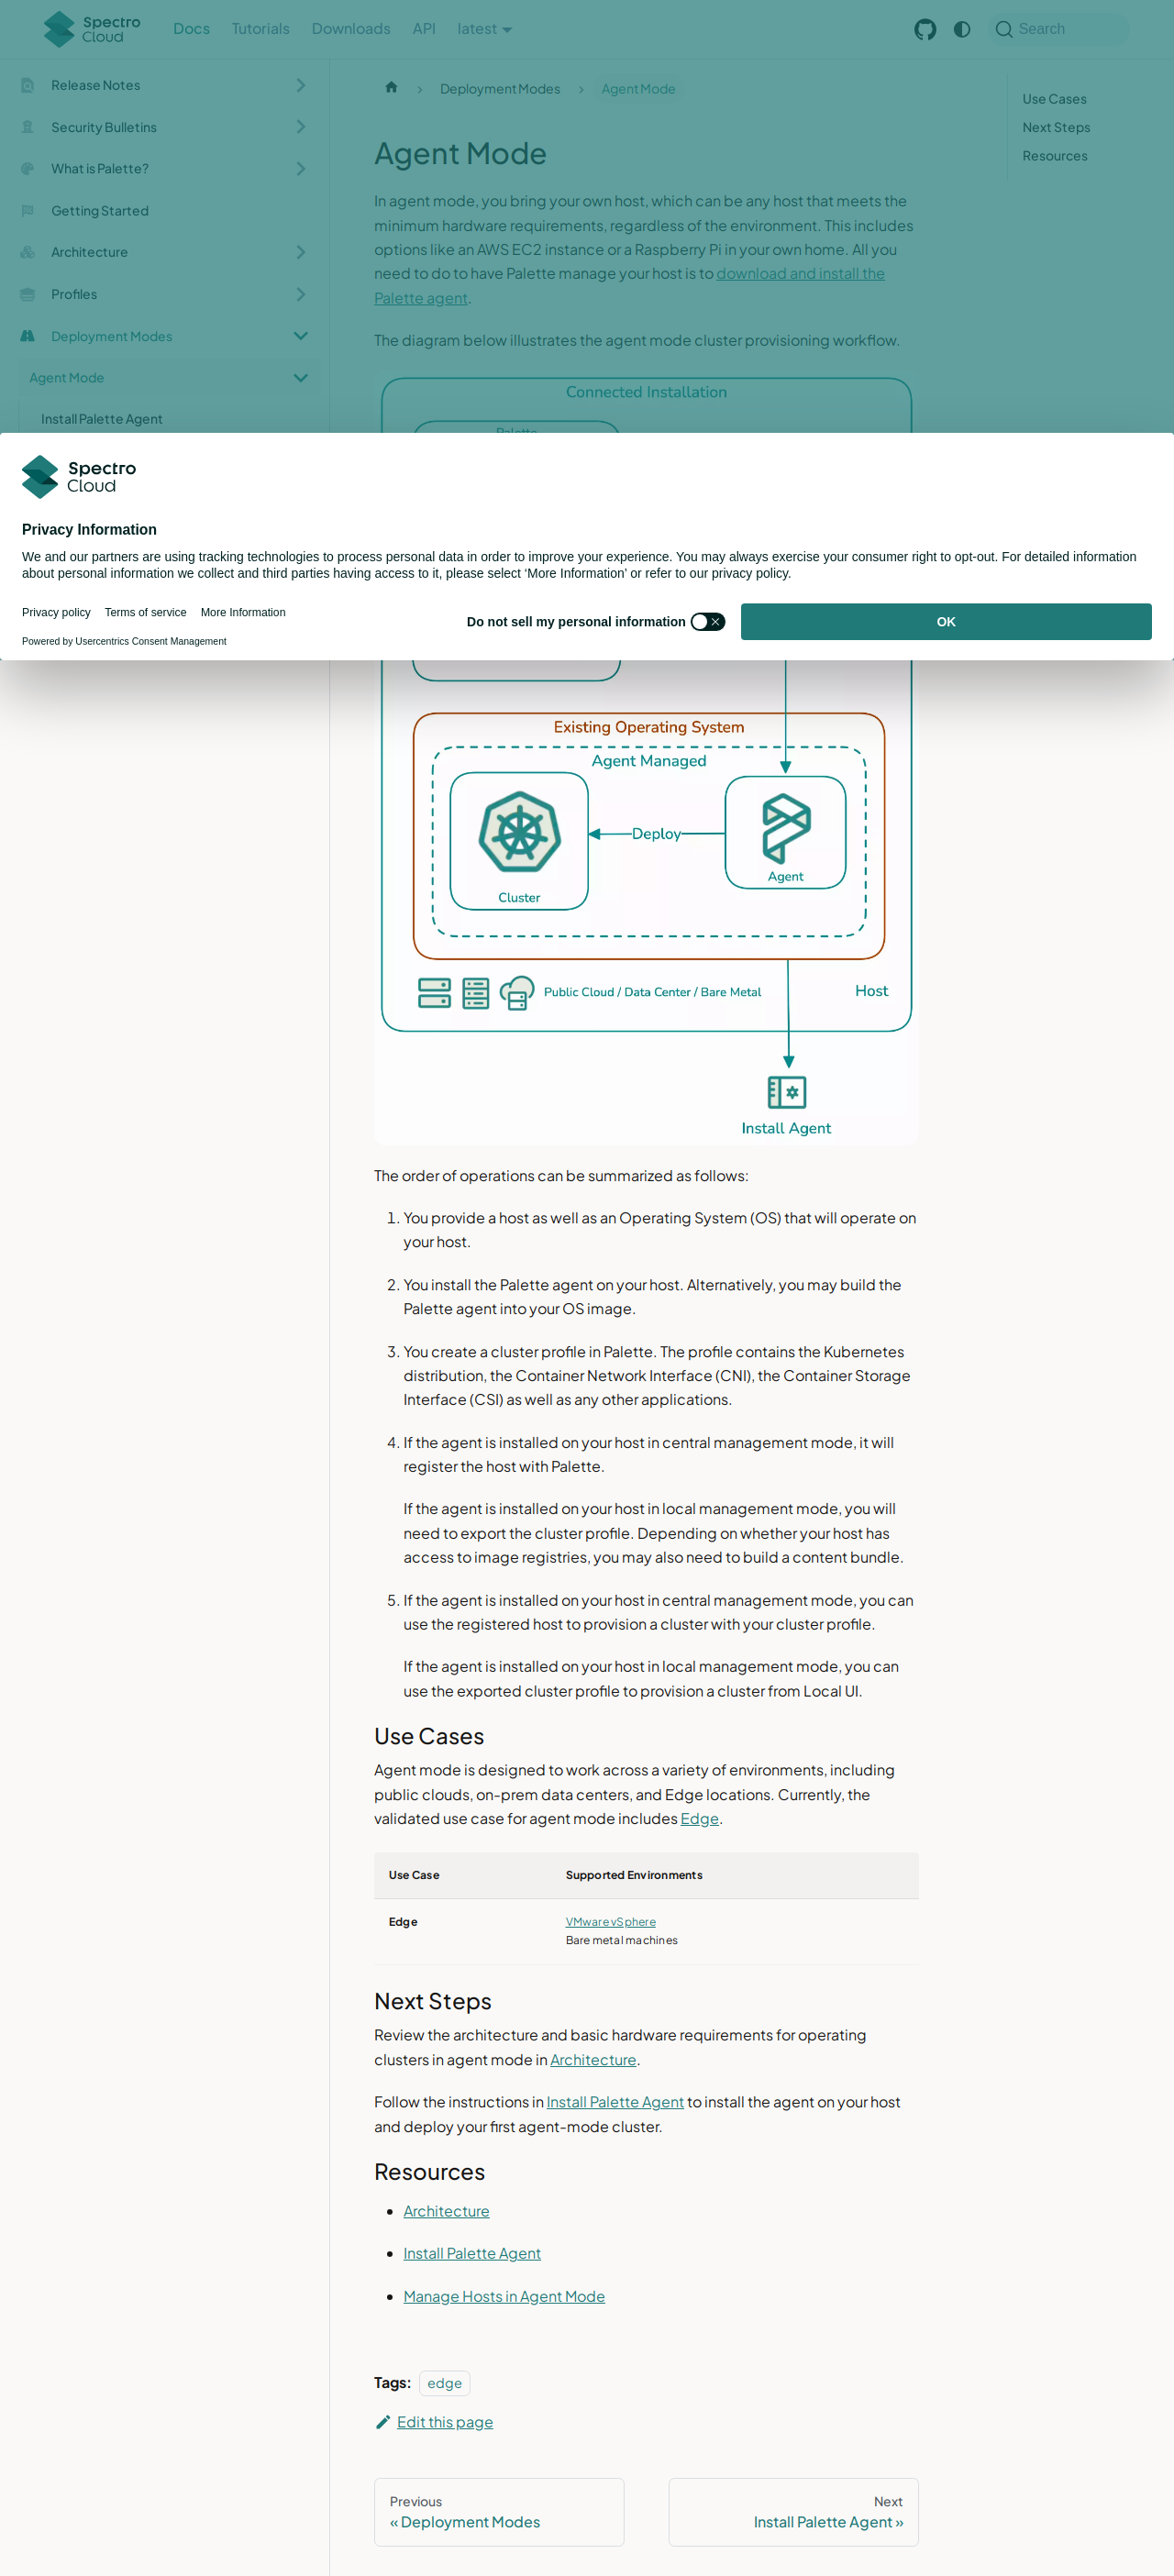 Spectro Cloud
Docs
Tutorials
Downloads
API
latest
Search
Release Notes
Security Bulletins
What is Palette?
Getting Started
Architecture
Profiles
Deployment Modes
Agent Mode
Install Palette Agent
Deployment Modes
Agent Mode
Use Cases
Next Steps
Resources
Agent Mode
In agent mode, you bring your own host, which can be any host that meets the
minimum hardware requirements, regardless of the environment. This includes
options like an AWS EC2 instance or a Raspberry Pi in your own home. All you
need to do to have Palette manage your host is to download and install the
Palette agent.
The diagram below illustrates the agent mode cluster provisioning workflow.
Connected Installation
Palette
Spectro
Cloud
Privacy Information
We and our partners are using tracking technologies to process personal data in order to improve your experience. You may always exercise your consumer right to opt-out. For detailed information
about personal information we collect and third parties having access to it, please select ‘More Information’ or refer to our privacy policy.
Privacy policy
Terms of service
More Information
Do not sell my personal information
OK
Powered by Usercentrics Consent Management
Existing Operating System
Agent Managed
Deploy
Agent
Cluster
Public Cloud / Data Center / Bare Metal
Host
Install Agent
The order of operations can be summarized as follows:
1. You provide a host as well as an Operating System (OS) that will operate on
your host.
2. You install the Palette agent on your host. Alternatively, you may build the
Palette agent into your OS image.
3. You create a cluster profile in Palette. The profile contains the Kubernetes
distribution, the Container Network Interface (CNI), the Container Storage
Interface (CSI) as well as any other applications.
4. If the agent is installed on your host in central management mode, it will
register the host with Palette.
If the agent is installed on your host in local management mode, you will
need to export the cluster profile. Depending on whether your host has
access to image registries, you may also need to build a content bundle.
5. If the agent is installed on your host in central management mode, you can
use the registered host to provision a cluster with your cluster profile.
If the agent is installed on your host in local management mode, you can
use the exported cluster profile to provision a cluster from Local UI.
Use Cases
Agent mode is designed to work across a variety of environments, including
public clouds, on-prem data centers, and Edge locations. Currently, the
validated use case for agent mode includes Edge.
Use Case
Supported Environments
Edge
VMware vSphere
Bare metal machines
Next Steps
Review the architecture and basic hardware requirements for operating
clusters in agent mode in Architecture.
Follow the instructions in Install Palette Agent to install the agent on your host
and deploy your first agent-mode cluster.
Resources
Architecture
Install Palette Agent
Manage Hosts in Agent Mode
Tags:
edge
Edit this page
Previous
« Deployment Modes
Next
Install Palette Agent »